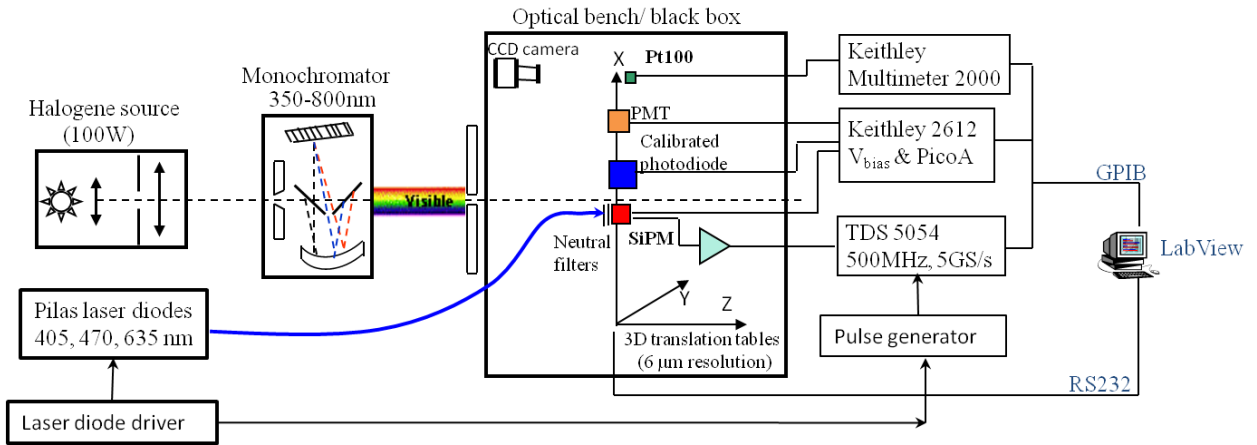 Optical bench/ black box
CCD camera
X
Pt100
Keithley
Multimeter 2000
Monochromator
350-800nm
Halogene source
(100W)
PMT
Keithley 2612
Vbias & PicoA
Calibrated
photodiode
GPIB
Visible
SiPM
Neutral
filters
TDS 5054
500MHz, 5GS/s
LabView
Y
Z
Pilas laser diodes
405, 470, 635 nm
3D translation tables
(6 µm resolution)
Pulse generator
RS232
Laser diode driver